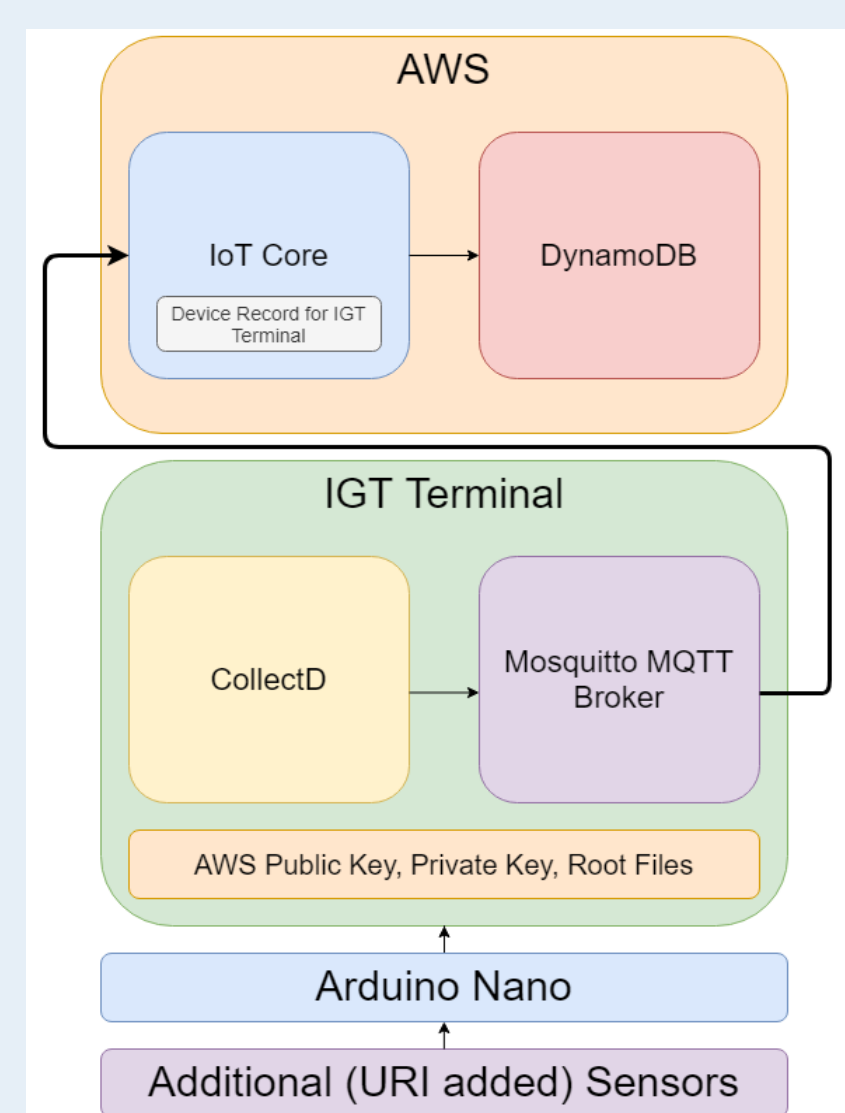 AWS
IoT Core
Device Record for IGT
Terminal
DynamoDB
IGT Terminal
CollectD
Mosquitto MQTT
Broker
AWS Public Key, Private Key, Root Files
Arduino Nano
Additional (URI added) Sensors